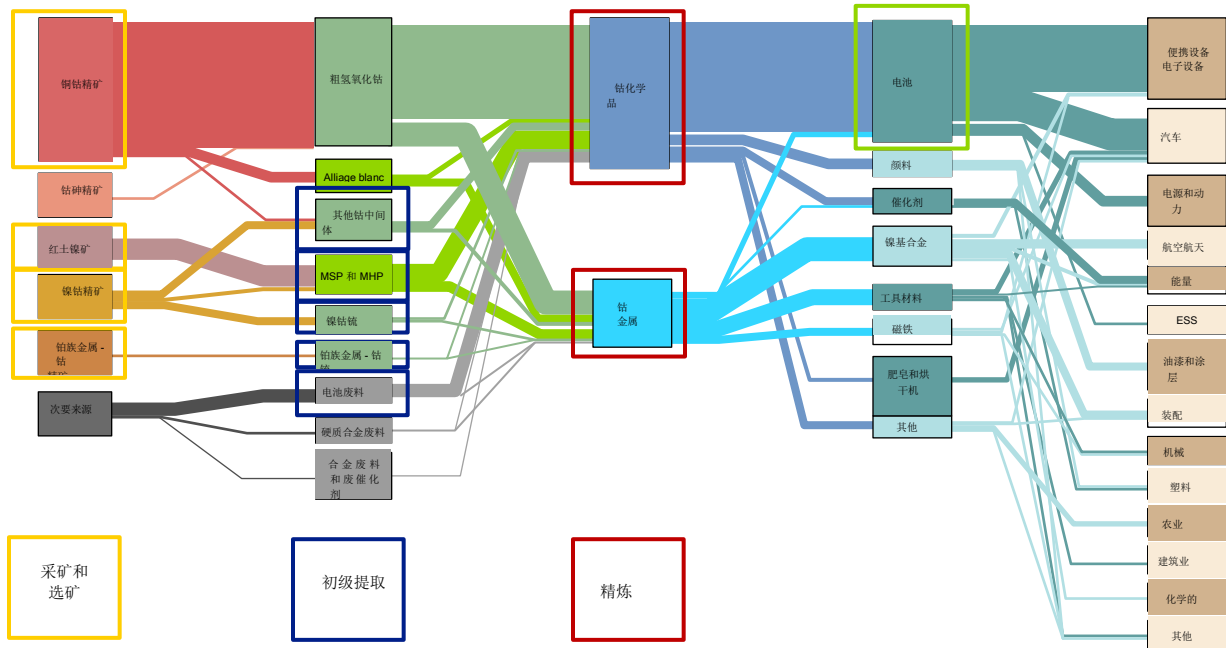 铜钴精矿
钴砷精矿
红土镍矿
镍钴精矿
铂族金属 - 钴
精矿
次要来源
粗氢氧化钴
Alliage blanc
其他钴中间
体
MSP 和 MHP
镍钴锍
铂族金属 - 钴
锍
电池废料
硬质合金废料
合金废料
和废催化
剂
钴化学
品
钴
金属
电池
颜料
催化剂
镍基合金
工具材料
磁铁
肥皂和烘
干机
其他
便携设备
电子设备
汽车
电源和动
力
航空航天
能量
ESS
油漆和涂
层
装配
机械
塑料
农业
建筑业
化学的
其他
采矿和
选矿
初级提取
精炼